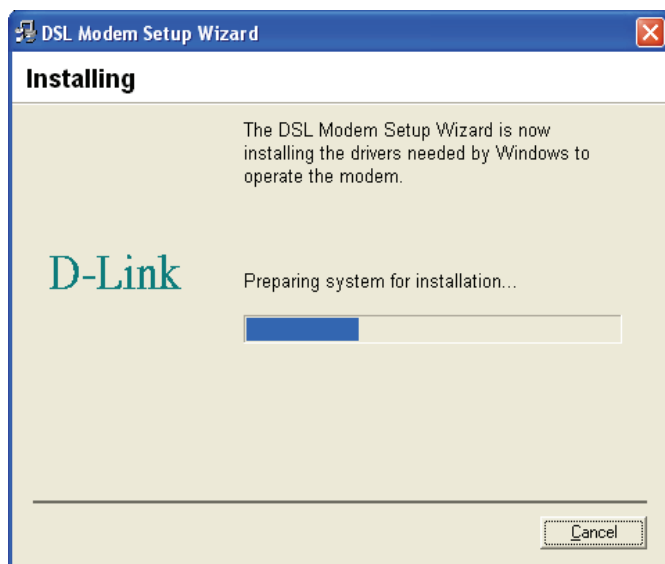 DSL Modem Setup Wizard
Installing
The DSL Modem Setup Wizard is now
installing the drivers needed by Windows to
operate the modem.
D-Link
Preparing system for installation...
Cancel